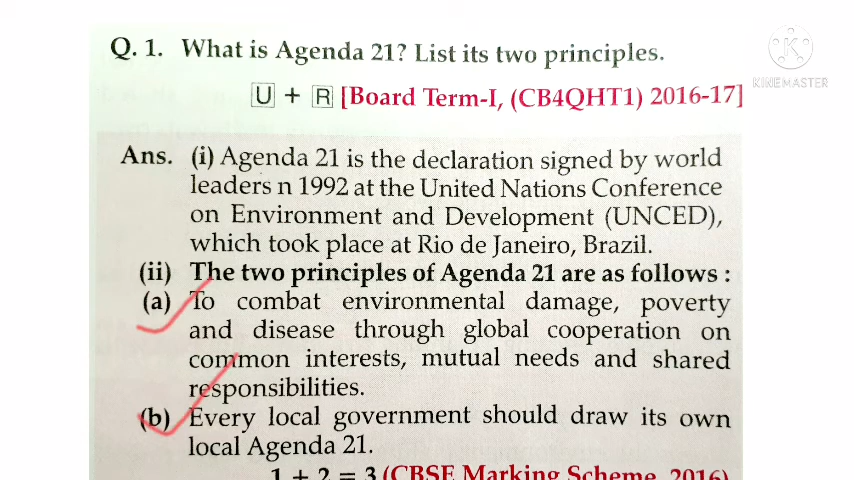 Q. 1. What is Agenda 21? List its two principles.
KINEMASTER
U + R [Board Term-I, (CB4QHT1) 2016-17]
Ans. (i) Agenda 21 is the declaration signed by world
leaders n 1992 at the United Nations Conference
on Environment and Development (UNCED),
which took place at Rio de Janeiro, Brazil.
(ii) The two principles of Agenda 21 are as follows :
(a) To combat environmental damage, poverty
and disease through global cooperation on
common interests, mutual needs and shared
responsibilities.
(b) Every local government should draw its own
local Agenda 21.
1 + 2 = 3 (CBSE Marking Scheme, 2016)